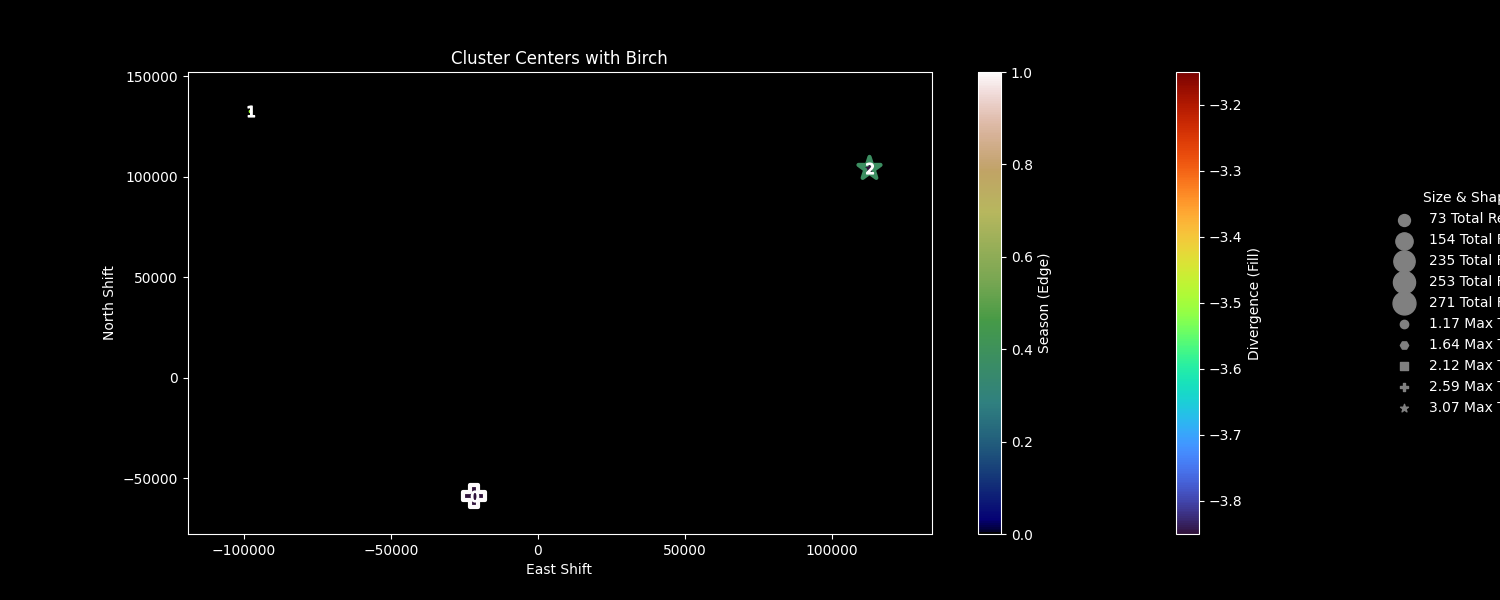 Cluster Centers with Birch
150000
100000
50000
0
−50000
North Shift
−100000
−50000
0
50000
100000
East Shift
1
2
0
1.0
0.8
0.6
0.4
0.2
0.0
Season (Edge)
−3.2
−3.3
−3.4
−3.5
−3.6
−3.7
−3.8
Divergence (Fill)
Size &
73 Total
154 Total
235 Total
253 Total
271 Total
1.17 Max
1.64 Max
2.12 Max
2.59 Max
3.07 Max